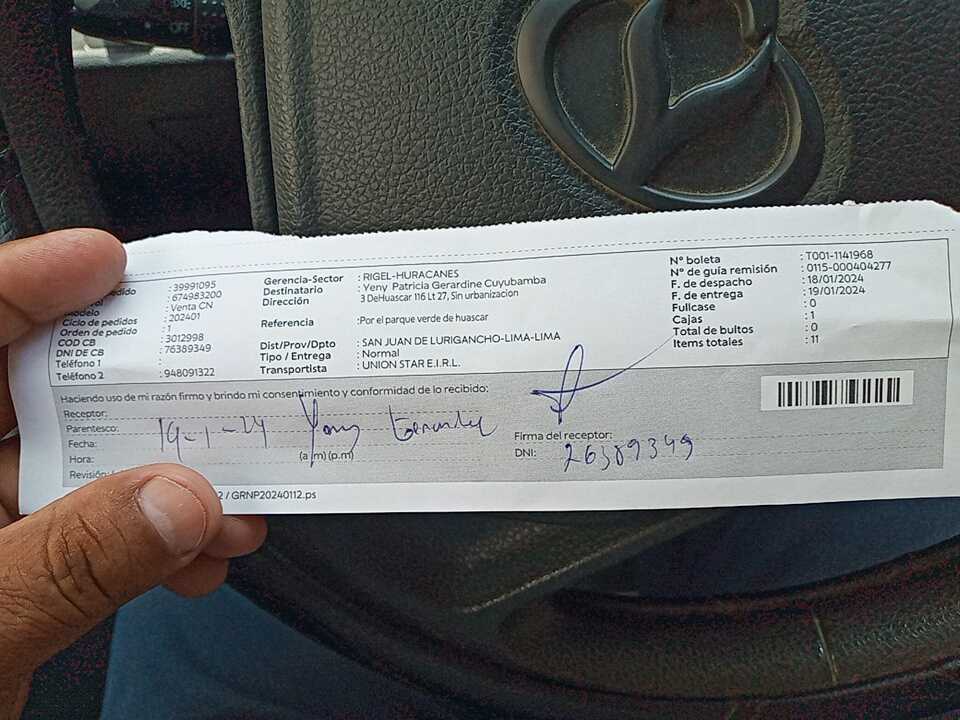 OFF
pedido : 39991095
: 674983200
Modelo : Venta CN
Ciclo de pedidos : 202401
Orden de pedido : 1
COD CB : 3012998
DNI DE CB : 76389349
Teléfono 1 :
Teléfono 2 : 948091322
Gerencia-Sector : RIGEL-HURACANES
Destinatario : Yeny Patricia Gerardine Cuyubamba
Dirección 3 DeHuascar 116 Lt 27, Sin urbanizacion
Referencia :Por el parque verde de huascar
Dist/Prov/Dpto : SAN JUAN DE LURIGANCHO-LIMA-LIMA
Tipo / Entrega : Normal
Transportista : UNION STAR E.I.R.L.
N° boleta : T001-1141968
N° de guía remisión : 0115-000404277
F. de despacho : 18/01/2024
F. de entrega : 19/01/2024
Fullcase : 0
Cajas : 1
Total de bultos : 0
Items totales : 11
Haciendo uso de mi razón firmo y brindo mi consentimiento y conformidad de lo recibido:
Receptor:
Parentesco:
Fecha: 19-1-24
Hora: (a.m) (p.m)
Revisión
Firma del receptor:
DNI: 26389349
2 / GRNP20240112.ps